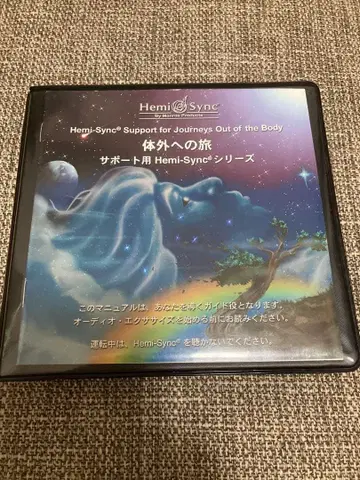 Hemi Sync®
By Monroe Products
Hemi-Sync® Support for Journeys Out of the Body
体外への旅
サポート用 Hemi-Sync® シリーズ
このマニュアルは、あなたを導くガイド役となります。
オーディオ・エクササイズを始める前にお読みください。
運転中は、Hemi-Sync® を聴かないでください。